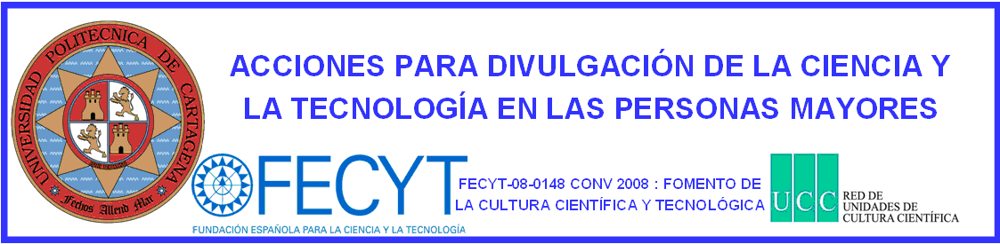 UNIVERSIDAD POLITECNICA DE CARTAGENA
Fechos Allend Mar
ACCIONES PARA DIVULGACIÓN DE LA CIENCIA Y
LA TECNOLOGÍA EN LAS PERSONAS MAYORES
FECYT
FUNDACIÓN ESPAÑOLA PARA LA CIENCIA Y LA TECNOLOGÍA
FECYT-08-0148 CONV 2008 : FOMENTO DE
LA CULTURA CIENTÍFICA Y TECNOLÓGICA
UCC
RED DE
UNIDADES DE
CULTURA CIENTÍFICA